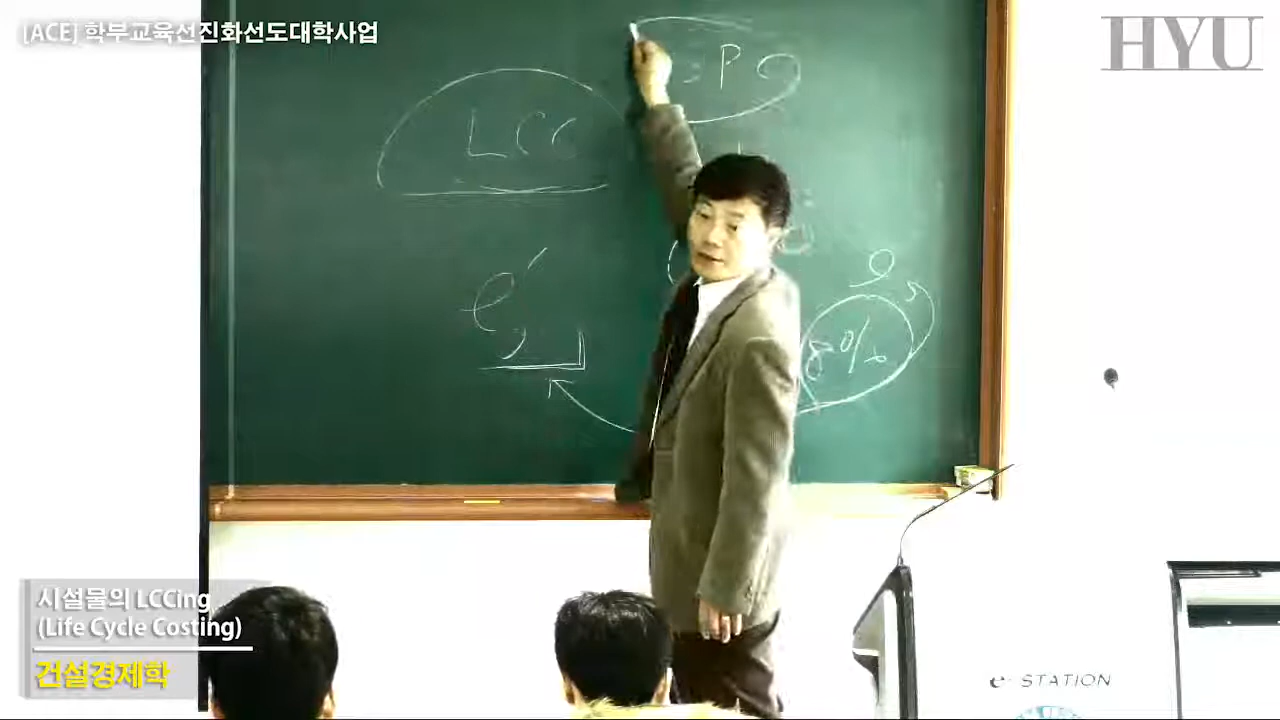 [ACE] 학부교육선진화선도대학사업
HYU
P
LCC
e'
8%
시설물의 LCCing
(Life Cycle Costing)
건설경제학
e-STATION